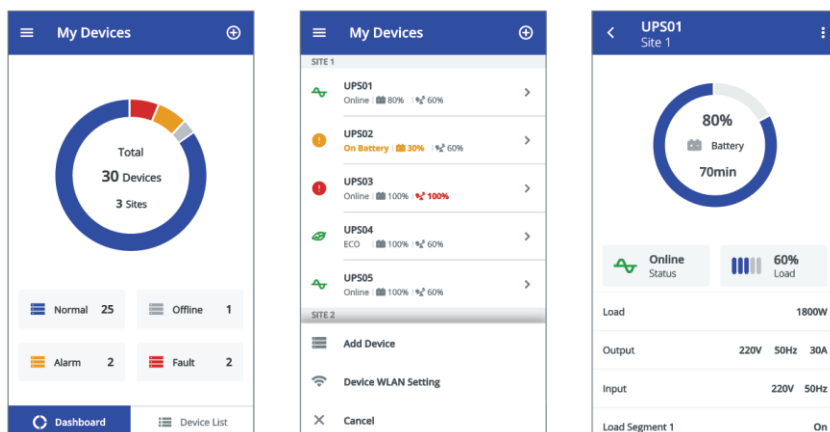 My Devices
Total
30 Devices
3 Sites
Normal 25
Offline 1
Alarm 2
Fault 2
Dashboard
Device List
My Devices
SITE 1
UPS01
Online 80% 60%
UPS02
On Battery 30% 60%
UPS03
Online 100% 100%
UPS04
ECO 100% 60%
UPS05
Online 100% 60%
SITE 2
Add Device
Device WLAN Setting
Cancel
UPS01
Site 1
80%
Battery
70min
Online
Status
60%
Load
Load 1800W
Output 220V 50Hz 30A
Input 220V 50Hz
Load Segment 1 On